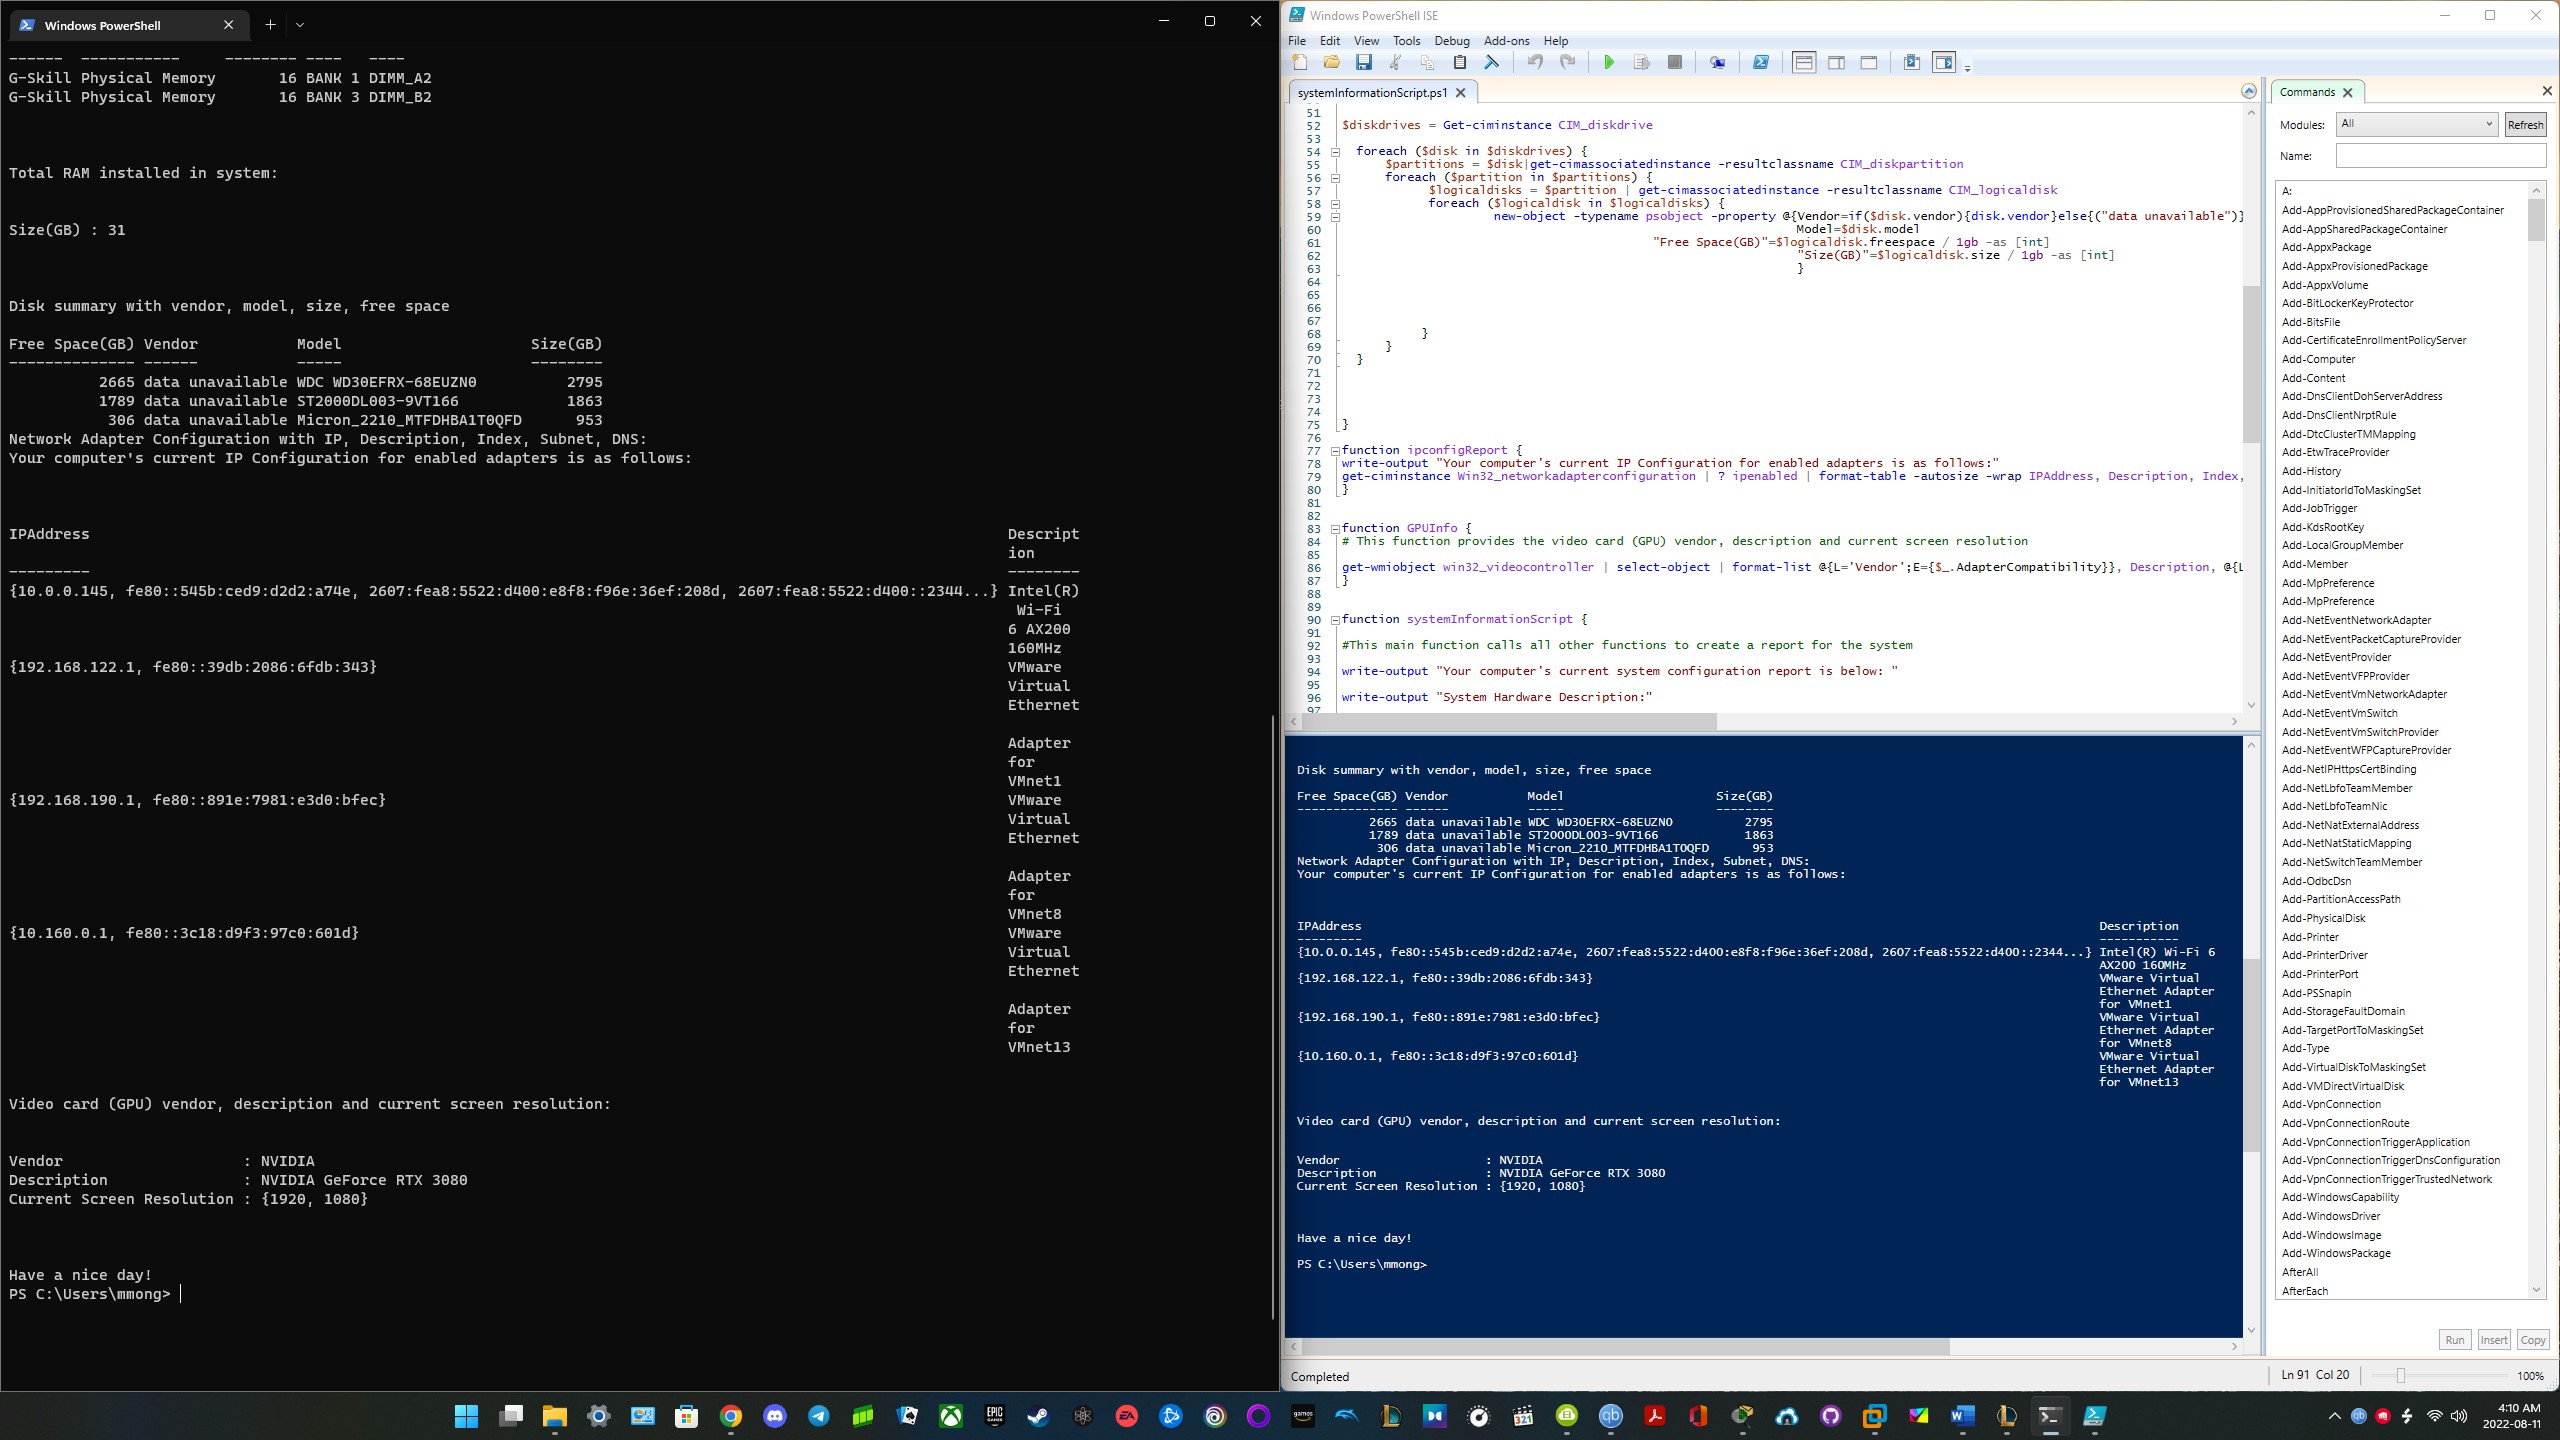 Windows PowerShell
------ ----------- -------- ---- ----
G-Skill Physical Memory 16 BANK 1 DIMM_A2
G-Skill Physical Memory 16 BANK 3 DIMM_B2
Total RAM installed in system:
Size(GB) : 31
Disk summary with vendor, model, size, free space
Free Space(GB) Vendor Model Size(GB)
-------------- ------ ----- --------
2665 data unavailable WDC WD30EFRX-68EUZN0 2795
1789 data unavailable ST2000DL003-9VT166 1863
306 data unavailable Micron_2210_MTFDHBA1T0QFD 953
Network Adapter Configuration with IP, Description, Index, Subnet, DNS:
Your computer's current IP Configuration for enabled adapters is as follows:
IPAddress Descript
ion
--------- --------
{10.0.0.145, fe80::545b:ced9:d2d2:a74e, 2607:fea8:5522:d400:e8f8:f96e:36ef:208d, 2607:fea8:5522:d400::2344...} Intel(R)
Wi-Fi
6 AX200
160MHz
{192.168.122.1, fe80::39db:2086:6fdb:343} VMware
Virtual
Ethernet
Adapter
for
VMnet1
{192.168.190.1, fe80::891e:7981:e3d0:bfec} VMware
Virtual
Ethernet
Adapter
for
VMnet8
{10.160.0.1, fe80::3c18:d9f3:97c0:601d} VMware
Virtual
Ethernet
Adapter
for
VMnet13
Video card (GPU) vendor, description and current screen resolution:
Vendor : NVIDIA
Description : NVIDIA GeForce RTX 3080
Current Screen Resolution : {1920, 1080}
Have a nice day!
PS C:\Users\mmong>
Windows PowerShell ISE
File Edit View Tools Debug Add-ons Help
systemInformationScript.ps1
51
52 $diskdrives = Get-ciminstance CIM_diskdrive
53
54 foreach ($disk in $diskdrives) {
55 $partitions = $disk|get-cimassociatedinstance -resultclassname CIM_diskpartition
56 foreach ($partition in $partitions) {
57 $logicaldisks = $partition | get-cimassociatedinstance -resultclassname CIM_logicaldisk
58 foreach ($logicaldisk in $logicaldisks) {
59 new-object -typename psobject -property @{Vendor=if($disk.vendor){disk.vendor}else{("data unavailable")}
60 Model=$disk.model
61 "Free Space(GB)"=$logicaldisk.freespace / 1gb -as [int]
62 "Size(GB)"=$logicaldisk.size / 1gb -as [int]
63 }
64
65
66
67
68 }
69 }
70 }
71
72
73
74
75 }
76
77 function ipconfigReport {
78 write-output "Your computer's current IP Configuration for enabled adapters is as follows:"
79 get-ciminstance Win32_networkadapterconfiguration | ? ipenabled | format-table -autosize -wrap IPAddress, Description, Index,
80 }
81
82
83 function GPUInfo {
84 # This function provides the video card (GPU) vendor, description and current screen resolution
85
86 get-wmiobject win32_videocontroller | select-object | format-list @{L='Vendor';E={$_.AdapterCompatibility}}, Description, @{L
87 }
88
89
90 function systemInformationScript {
91
92 #This main function calls all other functions to create a report for the system
93
94 write-output "Your computer's current system configuration report is below: "
95
96 write-output "System Hardware Description:"
97
Disk summary with vendor, model, size, free space
Free Space(GB) Vendor Model Size(GB)
-------------- ------ ----- --------
2665 data unavailable WDC WD30EFRX-68EUZN0 2795
1789 data unavailable ST2000DL003-9VT166 1863
306 data unavailable Micron_2210_MTFDHBA1T0QFD 953
Network Adapter Configuration with IP, Description, Index, Subnet, DNS:
Your computer's current IP Configuration for enabled adapters is as follows:
IPAddress Description
--------- -----------
{10.0.0.145, fe80::545b:ced9:d2d2:a74e, 2607:fea8:5522:d400:e8f8:f96e:36ef:208d, 2607:fea8:5522:d400::2344...} Intel(R) Wi-Fi 6
AX200 160MHz
{192.168.122.1, fe80::39db:2086:6fdb:343} VMware Virtual
Ethernet Adapter
for VMnet1
{192.168.190.1, fe80::891e:7981:e3d0:bfec} VMware Virtual
Ethernet Adapter
for VMnet8
{10.160.0.1, fe80::3c18:d9f3:97c0:601d} VMware Virtual
Ethernet Adapter
for VMnet13
Video card (GPU) vendor, description and current screen resolution:
Vendor : NVIDIA
Description : NVIDIA GeForce RTX 3080
Current Screen Resolution : {1920, 1080}
Have a nice day!
PS C:\Users\mmong>
Completed
Ln 91 Col 20
100%
Commands
Modules: All Refresh
Name:
A:
Add-AppProvisionedSharedPackageContainer
Add-AppSharedPackageContainer
Add-AppxPackage
Add-AppxProvisionedPackage
Add-AppxVolume
Add-BitLockerKeyProtector
Add-BitsFile
Add-CertificateEnrollmentPolicyServer
Add-Computer
Add-Content
Add-DnsClientDohServerAddress
Add-DnsClientNrptRule
Add-DtcClusterTMMapping
Add-EtwTraceProvider
Add-History
Add-InitiatorIdToMaskingSet
Add-JobTrigger
Add-KdsRootKey
Add-LocalGroupMember
Add-Member
Add-MpPreference
Add-MpPreference
Add-NetEventNetworkAdapter
Add-NetEventPacketCaptureProvider
Add-NetEventProvider
Add-NetEventVFPProvider
Add-NetEventVmNetworkAdapter
Add-NetEventVmSwitch
Add-NetEventVmSwitchProvider
Add-NetEventWFPCaptureProvider
Add-NetIPHttpsCertBinding
Add-NetLbfoTeamMember
Add-NetLbfoTeamNic
Add-NetNatExternalAddress
Add-NetNatStaticMapping
Add-NetSwitchTeamMember
Add-OdbcDsn
Add-PartitionAccessPath
Add-PhysicalDisk
Add-Printer
Add-PrinterDriver
Add-PrinterPort
Add-PSSnapin
Add-StorageFaultDomain
Add-TargetPortToMaskingSet
Add-Type
Add-VirtualDiskToMaskingSet
Add-VMDirectVirtualDisk
Add-VpnConnection
Add-VpnConnectionRoute
Add-VpnConnectionTriggerApplication
Add-VpnConnectionTriggerDnsConfiguration
Add-VpnConnectionTriggerTrustedNetwork
Add-WindowsCapability
Add-WindowsDriver
Add-WindowsImage
Add-WindowsPackage
AfterAll
AfterEach
Run Insert Copy
EPIC GAMES
EA
games
321
qb
4:10 AM
2022-08-11